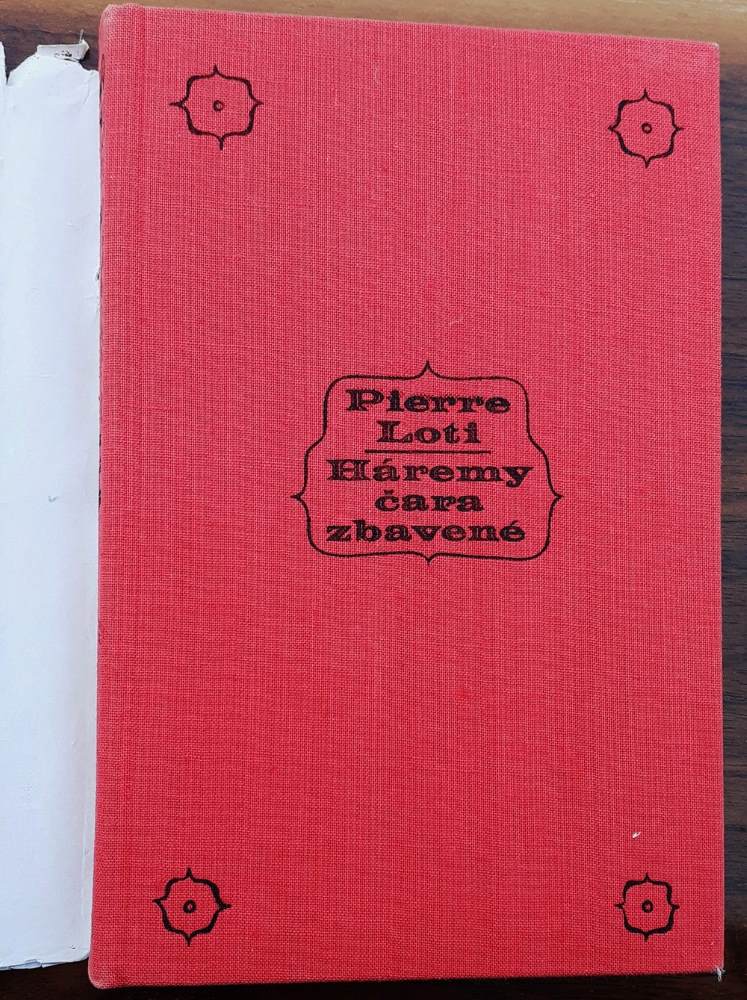 Pierre
Loti
Háremy
čara
zbavené